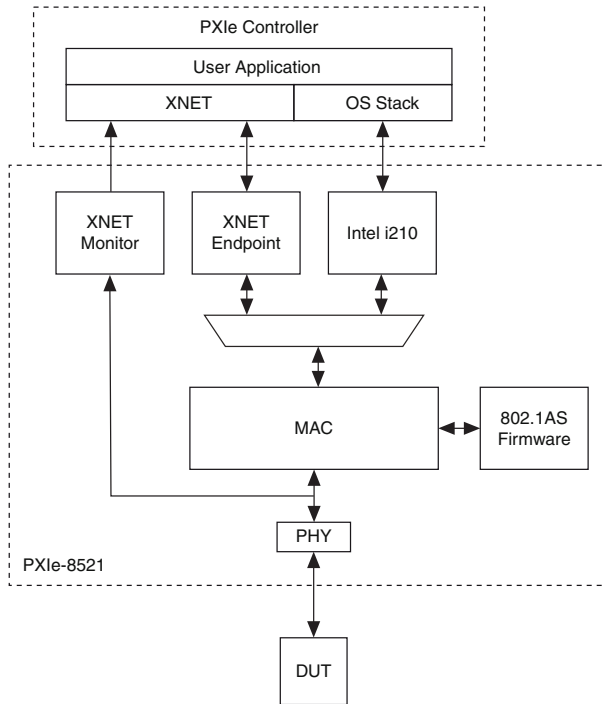 PXIe Controller
User Application
XNET
OS Stack
XNET
Monitor
XNET
Endpoint
Intel i210
MAC
802.1AS
Firmware
PHY
PXIe-8521
DUT